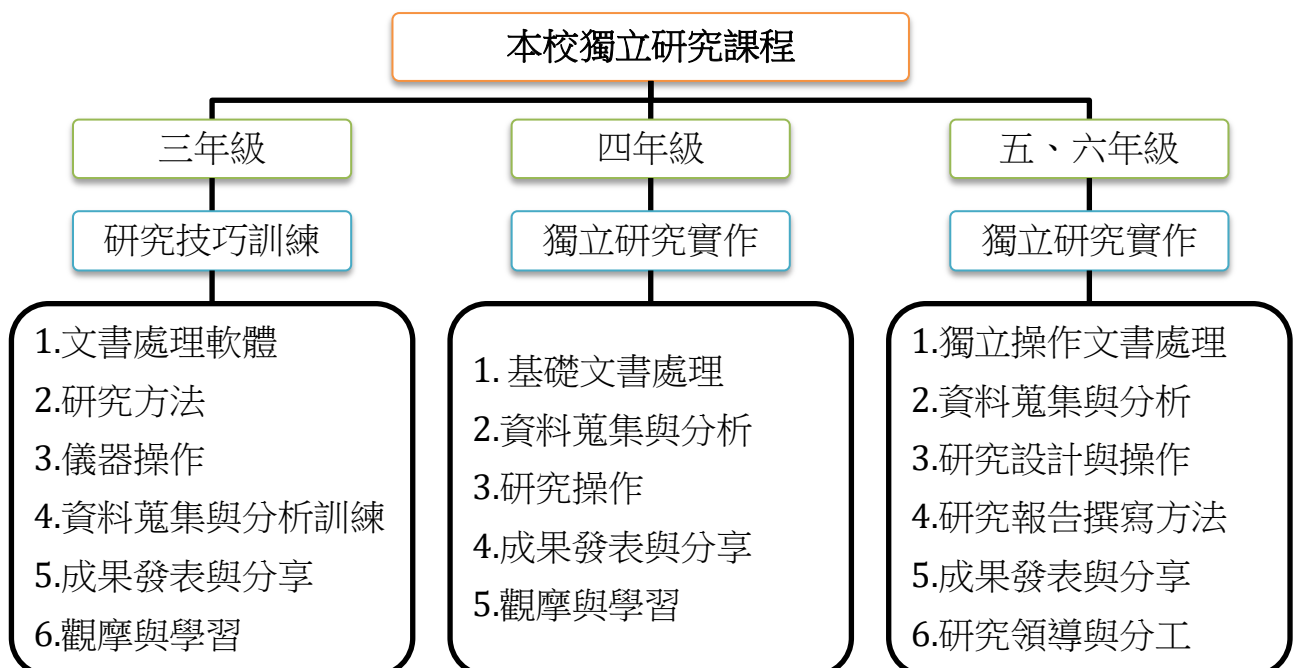 本校獨立研究課程
三年級
研究技巧訓練
1.文書處理軟體
2.研究方法
3.儀器操作
4.資料蒐集與分析訓練
5.成果發表與分享
6.觀摩與學習
四年級
獨立研究實作
1. 基礎文書處理
2.資料蒐集與分析
3.研究操作
4.成果發表與分享
5.觀摩與學習
五、六年級
獨立研究實作
1.獨立操作文書處理
2.資料蒐集與分析
3.研究設計與操作
4.研究報告撰寫方法
5.成果發表與分享
6.研究領導與分工